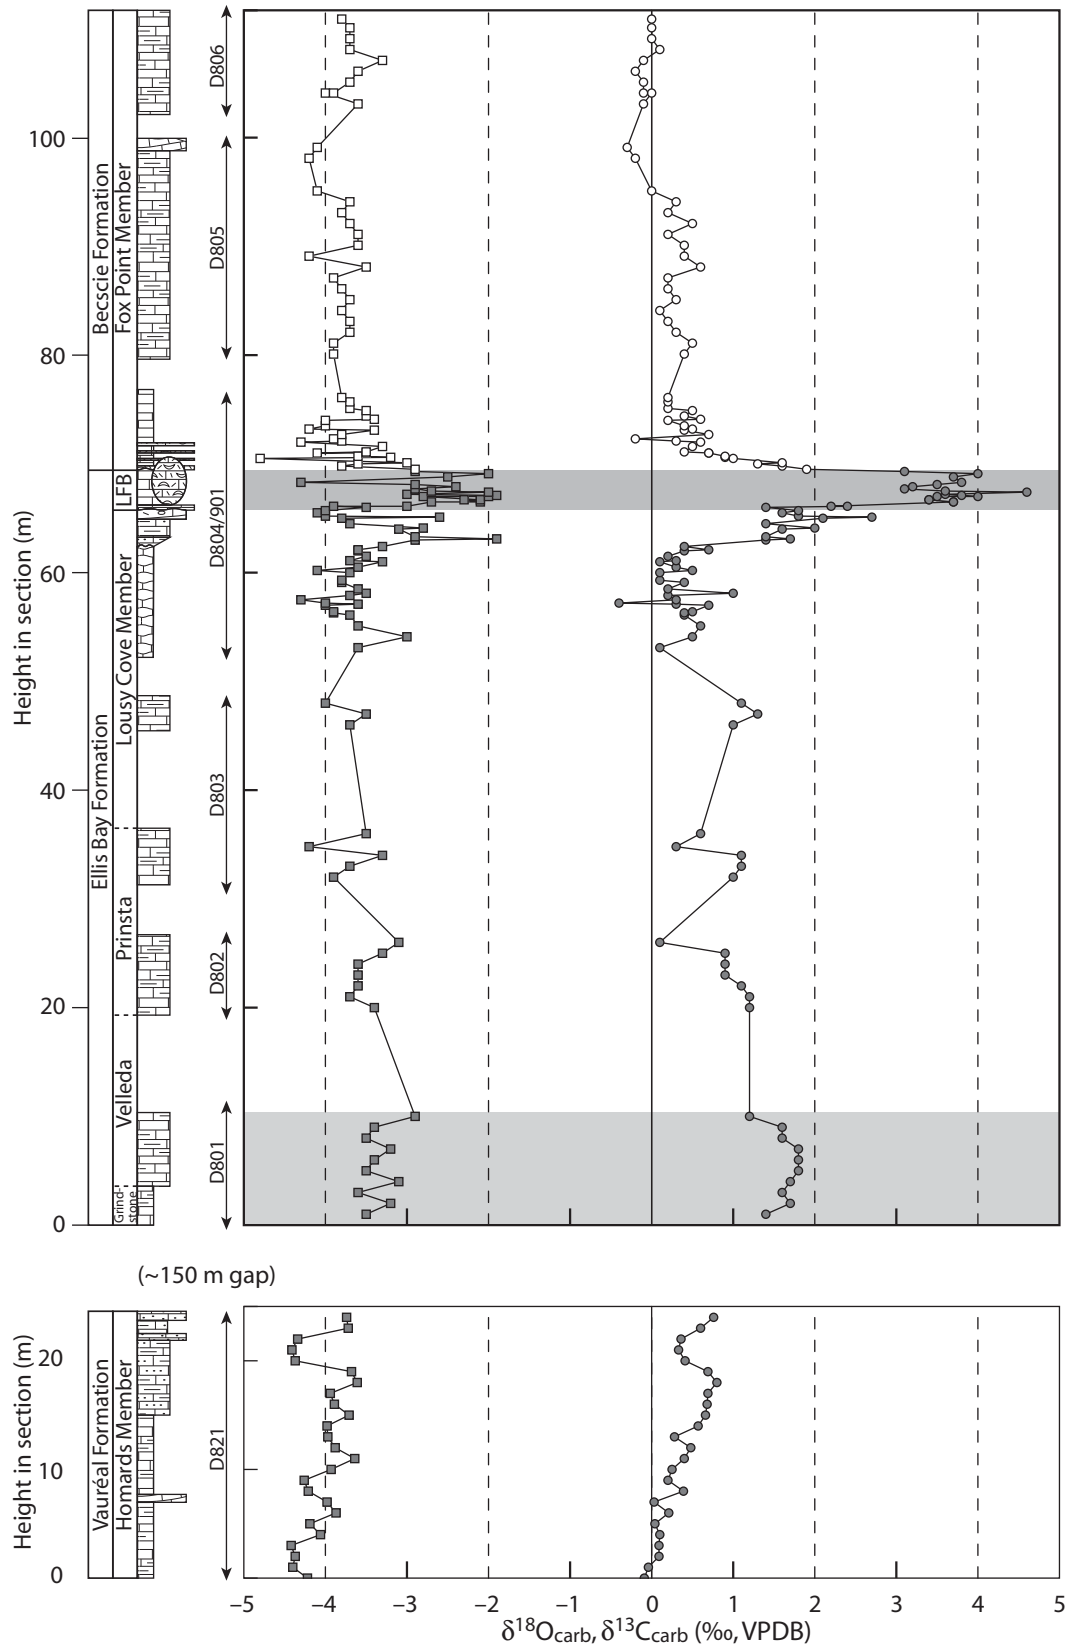 100
80
60
40
20
0
Height in section (m)
Becscie Formation
Fox Point Member
LFB
Ellis Bay Formation
Lousy Cove Member
Prinsta
Velleda
Grind-
stone
D806
D805
D804/901
D803
D802
D801
(~150 m gap)
20
10
0
Height in section (m)
Vauréal Formation
Homards Member
D821
–5 –4 –3 –2 –1 0 1 2 3 4 5
δ18Ocarb, δ13Ccarb (‰, VPDB)